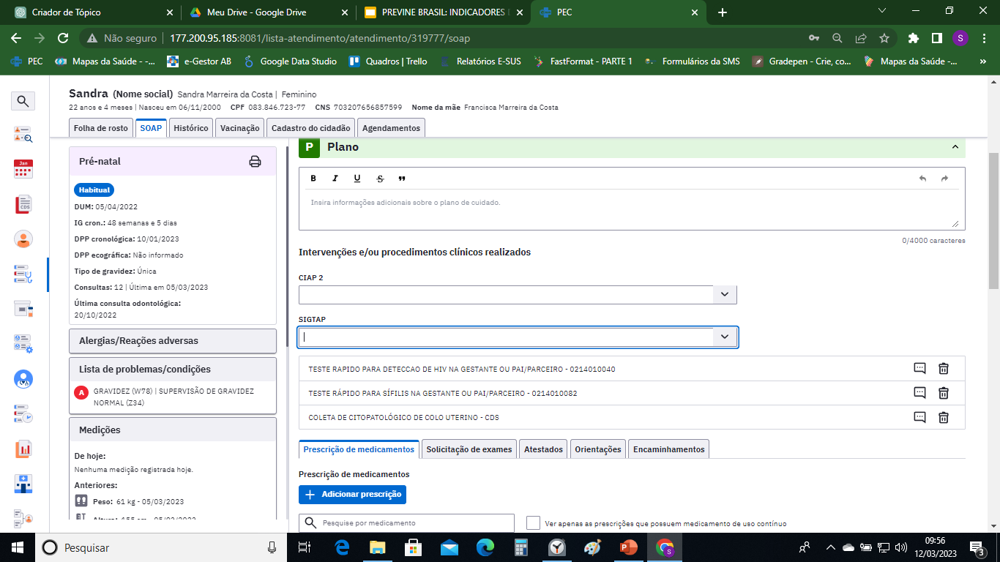 Criador de Tópico
Meu Drive - Google Drive
PREVINE BRASIL: INDICADORES
PEC
Não seguro | 177.200.95.185:8081/lista-atendimento/atendimento/319777/soap
PEC
Mapas da Saúde - -...
e-Gestor AB
Google Data Studio
Quadros | Trello
Relatórios E-SUS
FastFormat - PARTE 1
Formulários da SMS
Gradepen - Crie, co...
Mapas da Saúde -...
»
Sandra (Nome social) Sandra Marreira da Costa | Feminino
22 anos e 4 meses | Nasceu em 06/11/2000 CPF 083.846.723-77 CNS 703207656857599 Nome da mãe Francisca Marreira da Costa
Folha de rosto
SOAP
Histórico
Vacinação
Cadastro do cidadão
Agendamentos
Pré-natal
Habitual
DUM: 05/04/2022
IG cron.: 48 semanas e 5 dias
DPP cronológica: 10/01/2023
DPP ecográfica: Não informado
Tipo de gravidez: Única
Consultas: 12 | Última em 05/03/2023
Última consulta odontológica:
20/10/2022
Alergias/Reações adversas
Lista de problemas/condições
A GRAVIDEZ (W78) | SUPERVISÃO DE GRAVIDEZ
NORMAL (Z34)
Medições
De hoje:
Nenhuma medição registrada hoje.
Anteriores:
Peso: 61 kg - 05/03/2023
P Plano
B I U S
Insira informações adicionais sobre o plano de cuidado.
0/4000 caracteres
Intervenções e/ou procedimentos clínicos realizados
CIAP 2
SIGTAP
TESTE RAPIDO PARA DETECCAO DE HIV NA GESTANTE OU PAI/PARCEIRO - 0214010040
TESTE RÁPIDO PARA SÍFILIS NA GESTANTE OU PAI/PARCEIRO - 0214010082
COLETA DE CITOPATOLÓGICO DE COLO UTERINO - CDS
Prescrição de medicamentos
Solicitação de exames
Atestados
Orientações
Encaminhamentos
Prescrição de medicamentos
+ Adicionar prescrição
Pesquise por medicamento
Ver apenas as prescrições que possuem medicamento de uso contínuo
Jan
CDS
S
Pesquisar
09:56
12/03/2023
3